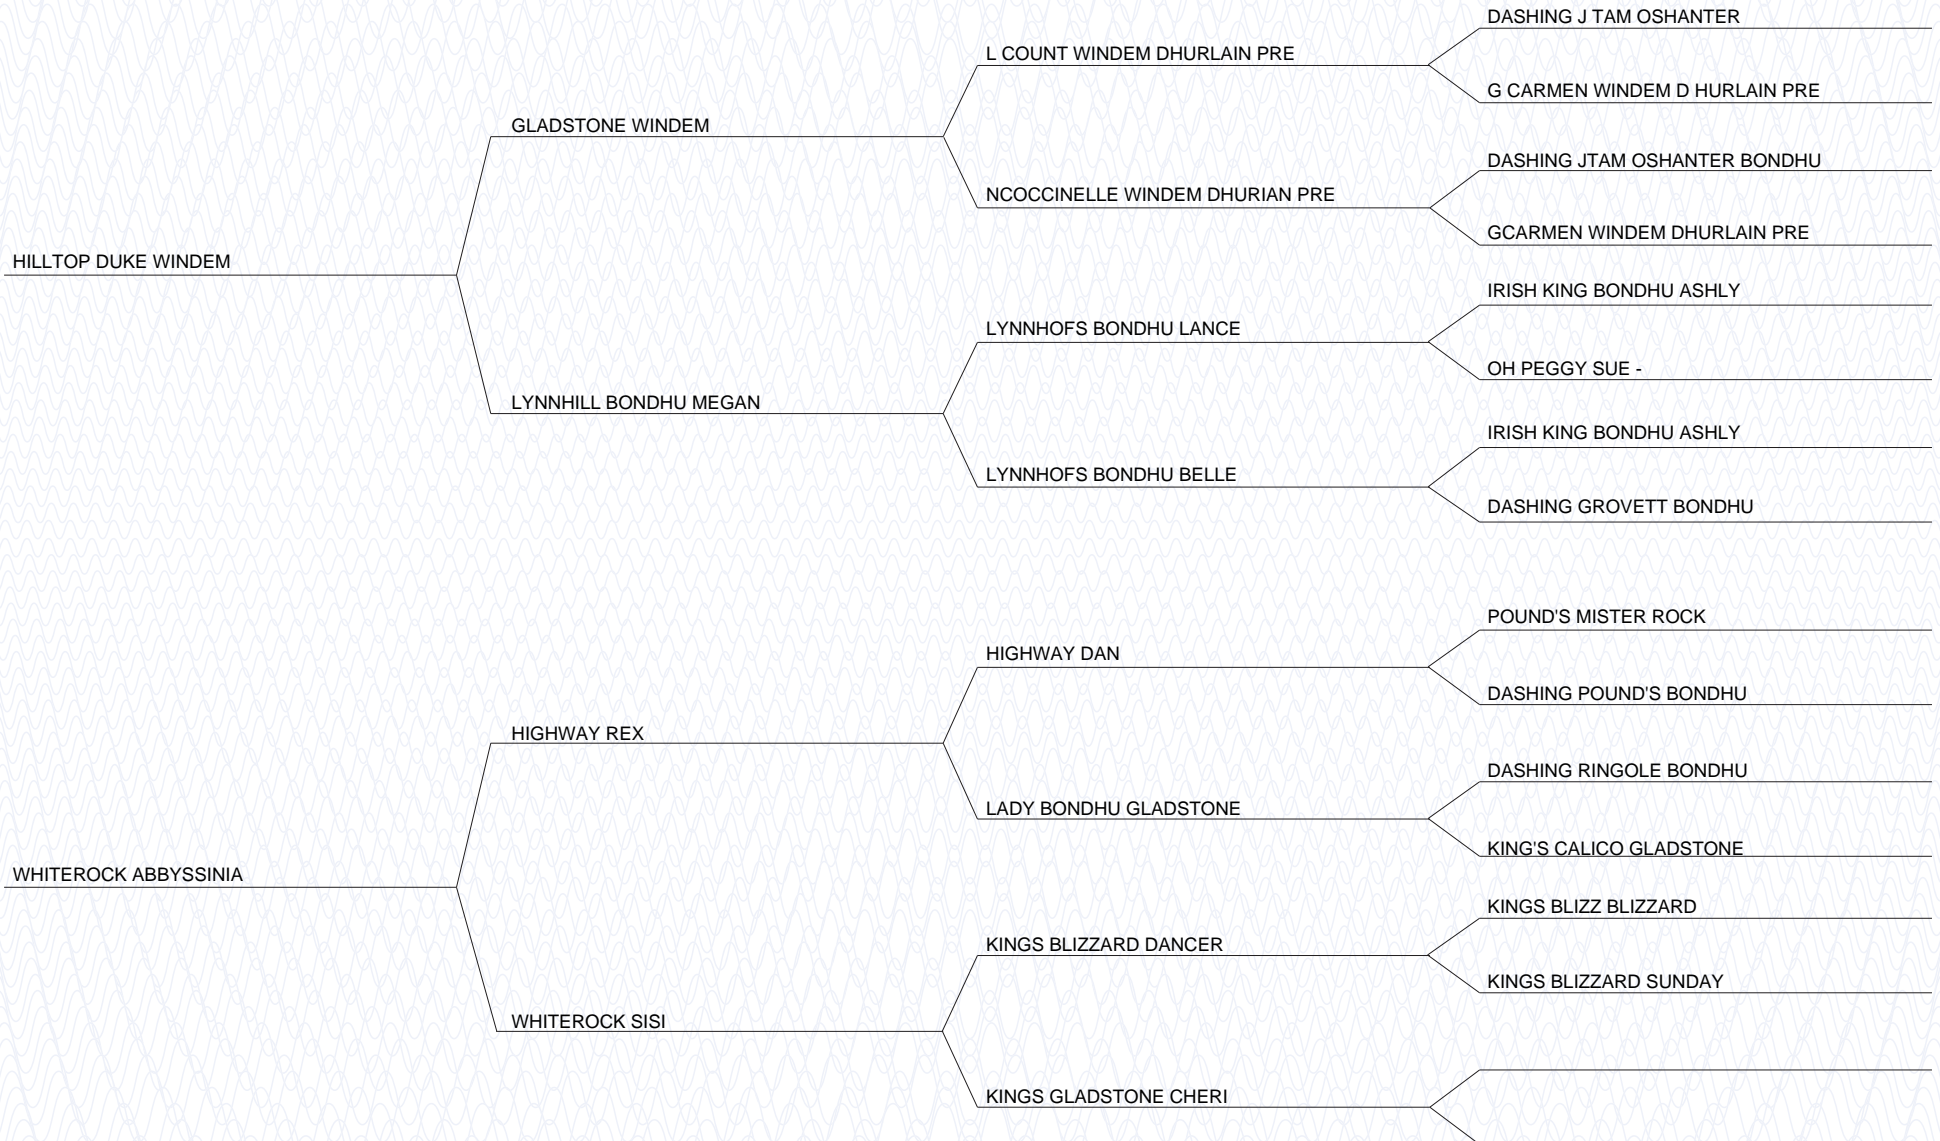 DASHING J TAM OSHANTER
L COUNT WINDEM DHURLAIN PRE
G CARMEN WINDEM D HURLAIN PRE
GLADSTONE WINDEM
DASHING JTAM OSHANTER BONDHU
NCOCCINELLE WINDEM DHURIAN PRE
GCARMEN WINDEM DHURLAIN PRE
HILLTOP DUKE WINDEM
IRISH KING BONDHU ASHLY
LYNNHOFS BONDHU LANCE
OH PEGGY SUE -
LYNNHILL BONDHU MEGAN
IRISH KING BONDHU ASHLY
LYNNHOFS BONDHU BELLE
DASHING GROVETT BONDHU
POUND'S MISTER ROCK
HIGHWAY DAN
DASHING POUND'S BONDHU
HIGHWAY REX
DASHING RINGOLE BONDHU
LADY BONDHU GLADSTONE
KING'S CALICO GLADSTONE
WHITEROCK ABBYSSINIA
KINGS BLIZZ BLIZZARD
KINGS BLIZZARD DANCER
KINGS BLIZZARD SUNDAY
WHITEROCK SISI
KINGS GLADSTONE CHERI